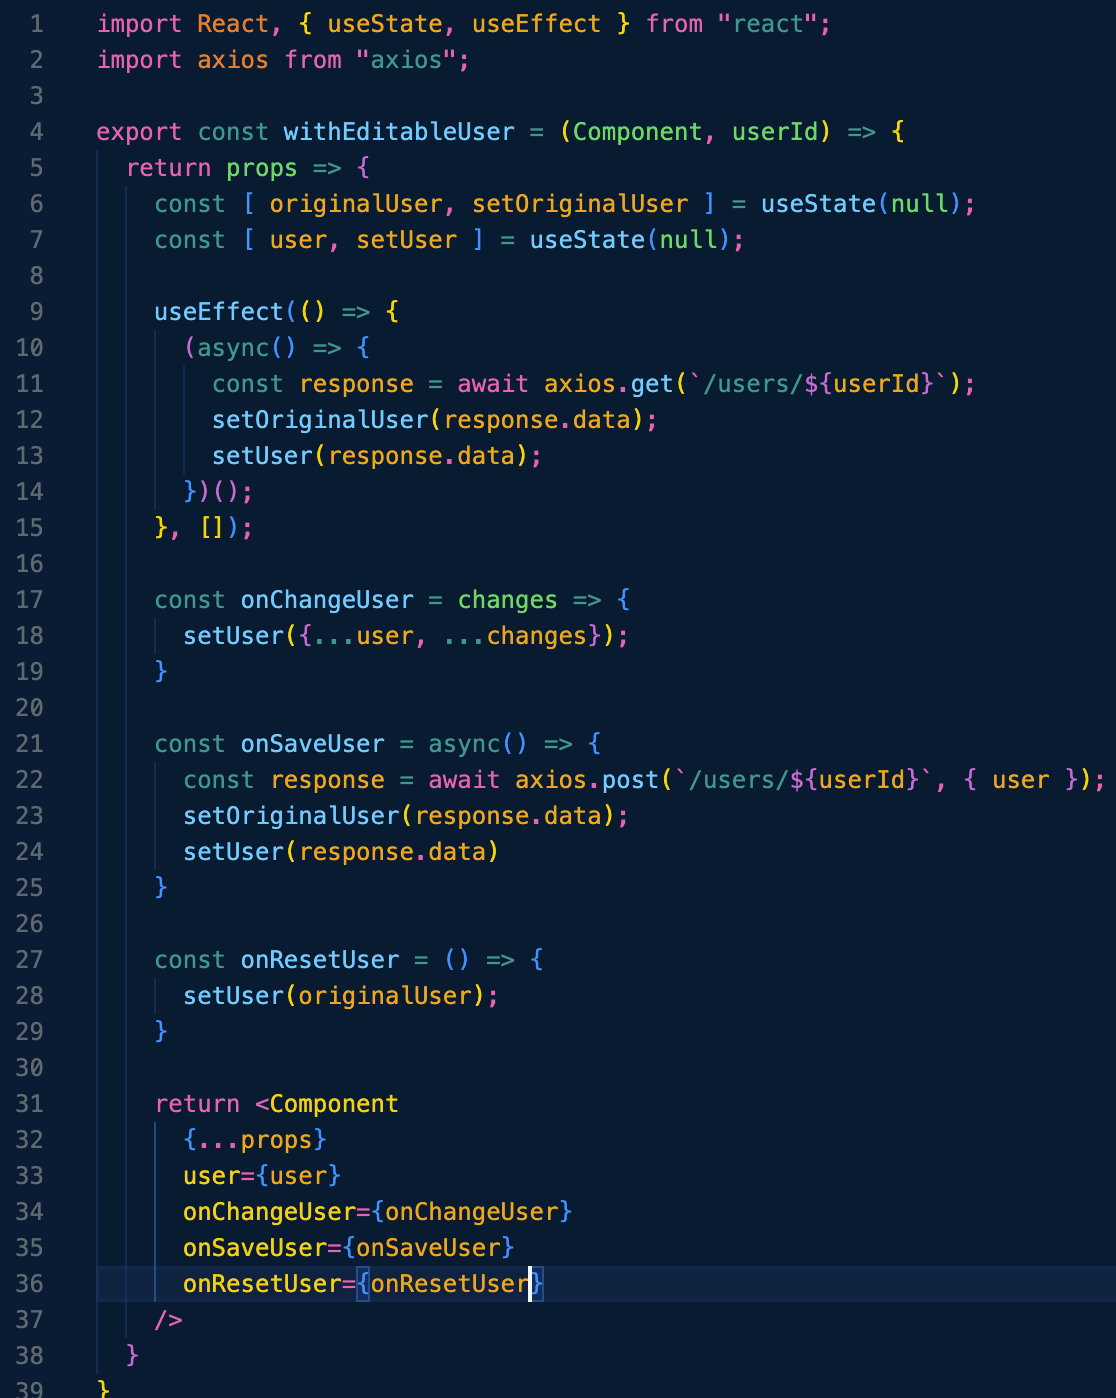 1 import React, { useState, useEffect } from "react";
2 import axios from "axios";
3
4 export const withEditableUser = (Component, userId) => {
5   return props => {
6     const [ originalUser, setOriginalUser ] = useState(null);
7     const [ user, setUser ] = useState(null);
8
9     useEffect(() => {
10       (async() => {
11         const response = await axios.get(`/users/${userId}`);
12         setOriginalUser(response.data);
13         setUser(response.data);
14       })();
15     }, []);
16
17     const onChangeUser = changes => {
18       setUser({...user, ...changes});
19     }
20
21     const onSaveUser = async() => {
22       const response = await axios.post(`/users/${userId}`, { user });
23       setOriginalUser(response.data);
24       setUser(response.data)
25     }
26
27     const onResetUser = () => {
28       setUser(originalUser);
29     }
30
31     return <Component
32       {...props}
33       user={user}
34       onChangeUser={onChangeUser}
35       onSaveUser={onSaveUser}
36       onResetUser={onResetUser}
37     />
38   }
39 }